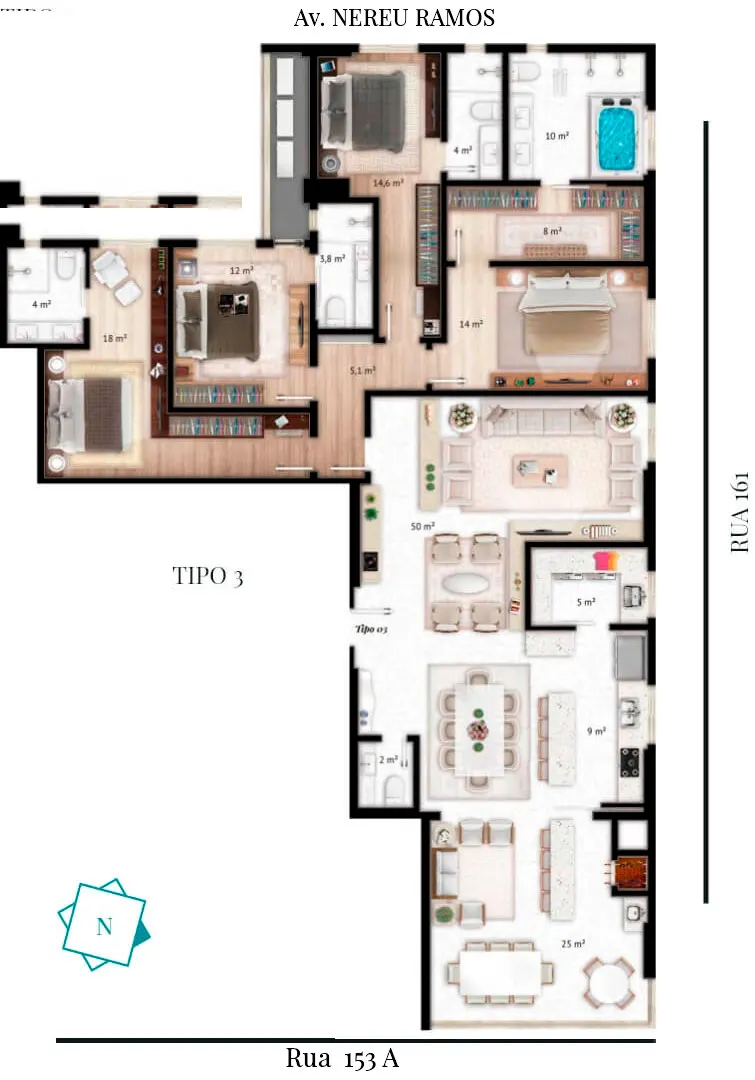 Av. NEREU RAMOS
10 m²
4 m²
14,6 m²
8 m²
3,8 m²
12 m²
4 m²
14 m²
18 m²
5,1 m²
RUA 161
50 m²
TIPO 3
5 m²
Tipo 03
9 m²
2 m²
N
25 m²
Rua 153 A